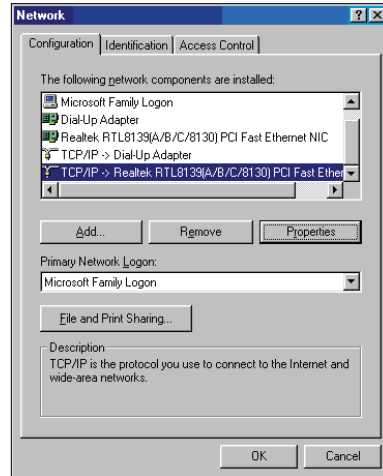 Network
Configuration Identification Access Control
The following network components are installed:
Microsoft Family Logon
Dial-Up Adapter
Realtek RTL8139(A/B/C/8130) PCI Fast Ethernet NIC
TCP/IP -> Dial-Up Adapter
TCP/IP -> Realtek RTL8139(A/B/C/8130) PCI Fast Ether
Add... Remove Properties
Primary Network Logon:
Microsoft Family Logon
File and Print Sharing...
Description
TCP/IP is the protocol you use to connect to the Internet and
wide-area networks.
OK Cancel